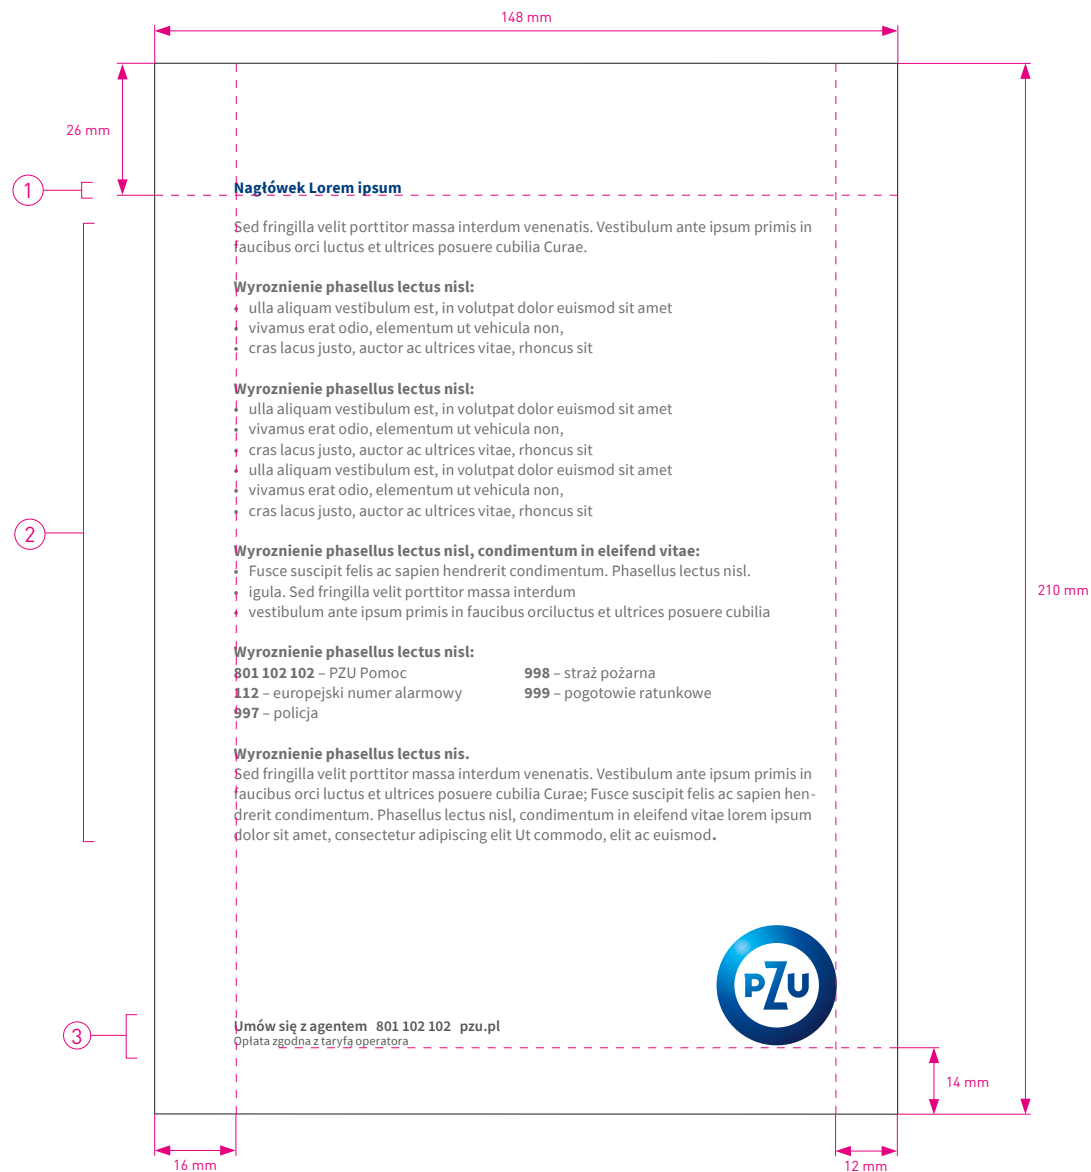 148 mm
26 mm
1
Nagłówek Lorem ipsum
Sed fringilla velit porttitor massa interdum venenatis. Vestibulum ante ipsum primis in
faucibus orci luctus et ultrices posuere cubilia Curae.
Wyroznienie phasellus lectus nisl:
• ulla aliquam vestibulum est, in volutpat dolor euismod sit amet
• vivamus erat odio, elementum ut vehicula non,
• cras lacus justo, auctor ac ultrices vitae, rhoncus sit
Wyroznienie phasellus lectus nisl:
• ulla aliquam vestibulum est, in volutpat dolor euismod sit amet
• vivamus erat odio, elementum ut vehicula non,
• cras lacus justo, auctor ac ultrices vitae, rhoncus sit
• ulla aliquam vestibulum est, in volutpat dolor euismod sit amet
• vivamus erat odio, elementum ut vehicula non,
• cras lacus justo, auctor ac ultrices vitae, rhoncus sit
2
Wyroznienie phasellus lectus nisl, condimentum in eleifend vitae:
• Fusce suscipit felis ac sapien hendrerit condimentum. Phasellus lectus nisl.
• igula. Sed fringilla velit porttitor massa interdum
• vestibulum ante ipsum primis in faucibus orciluctus et ultrices posuere cubilia
210 mm
Wyroznienie phasellus lectus nisl:
801 102 102 – PZU Pomoc
112 – europejski numer alarmowy
997 – policja
998 – straż pożarna
999 – pogotowie ratunkowe
Wyroznienie phasellus lectus nis.
Sed fringilla velit porttitor massa interdum venenatis. Vestibulum ante ipsum primis in
faucibus orci luctus et ultrices posuere cubilia Curae; Fusce suscipit felis ac sapien hen-
drerit condimentum. Phasellus lectus nisl, condimentum in eleifend vitae lorem ipsum
dolor sit amet, consectetur adipiscing elit Ut commodo, elit ac euismod.
PZU
3
Umów się z agentem 801 102 102 pzu.pl
Opłata zgodna z taryfą operatora
14 mm
16 mm
12 mm